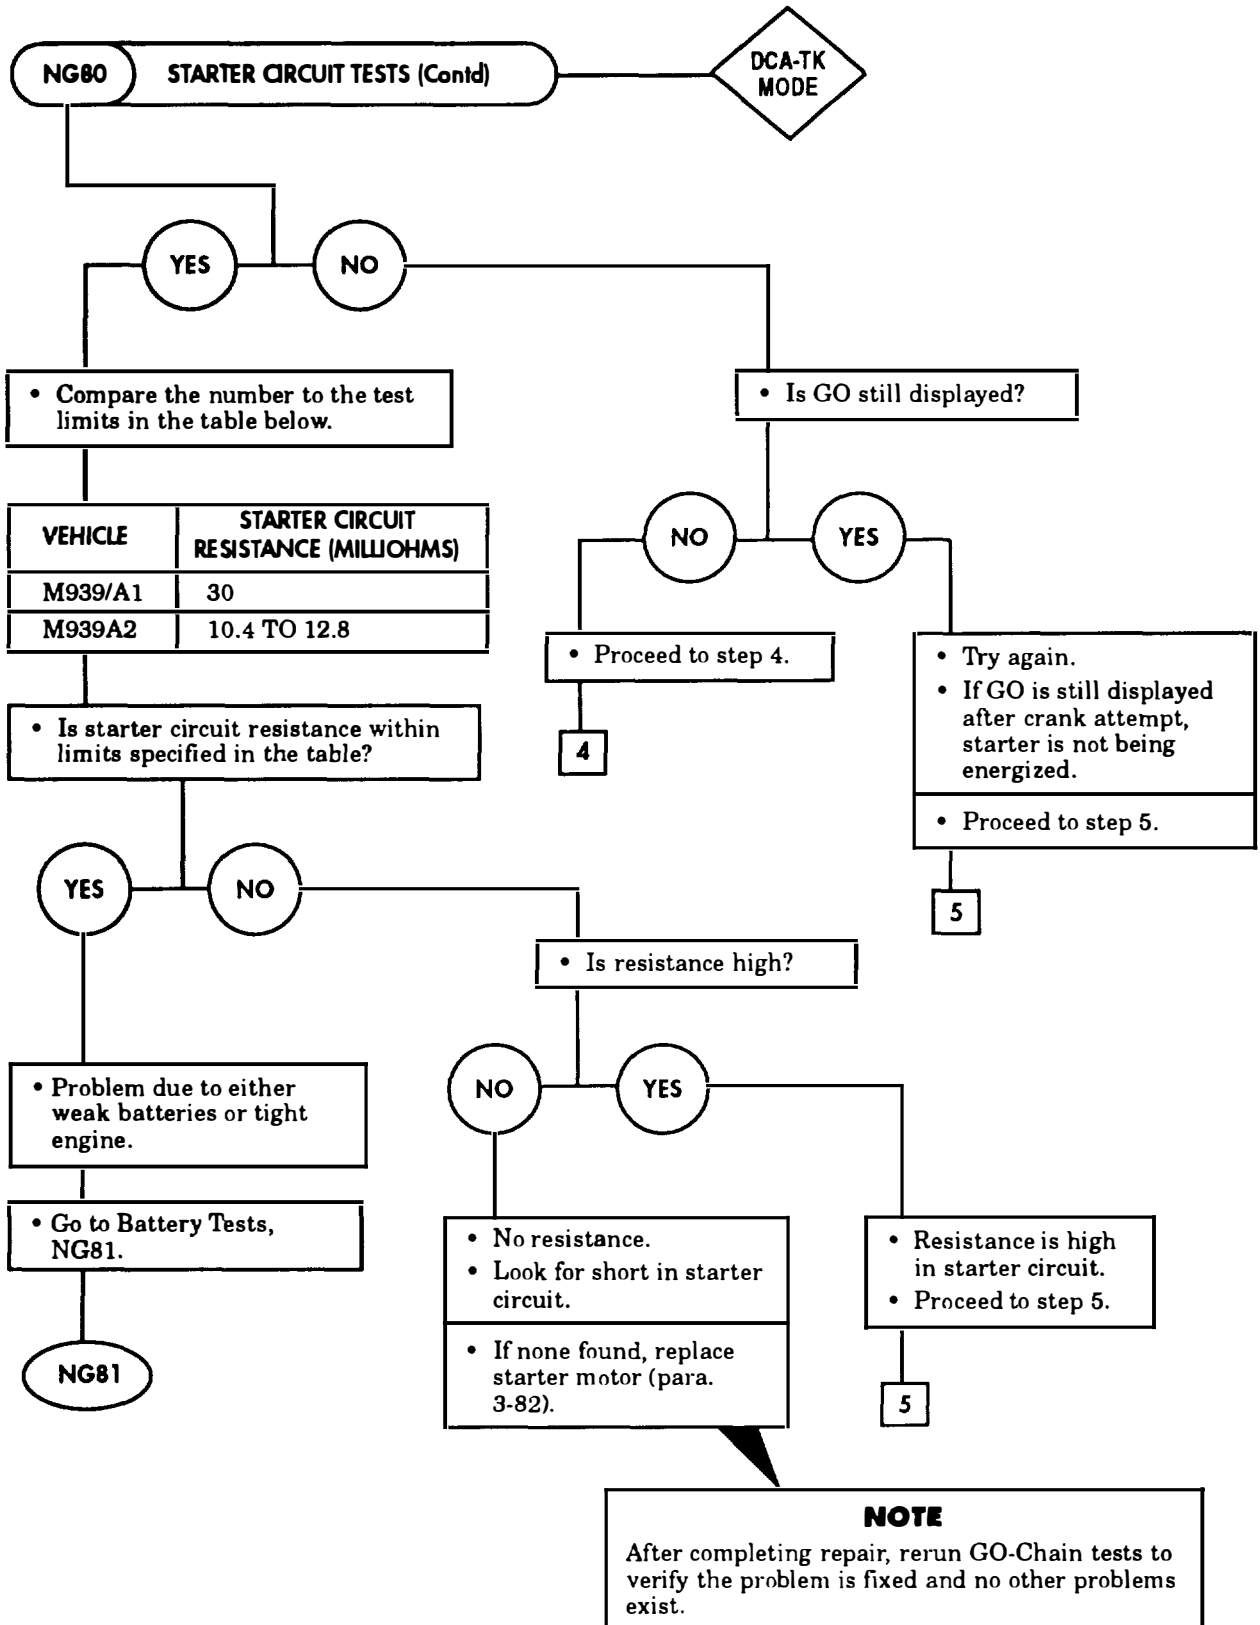 NG80 STARTER CIRCUIT TESTS (Contd)
DCA-TK
MODE
YES
NO
• Compare the number to the test
limits in the table below.
VEHICLE
STARTER CIRCUIT
RESISTANCE (MILLIOHMS)
M939/A1 30
M939A2 10.4 TO 12.8
• Is starter circuit resistance within
limits specified in the table?
• Is GO still displayed?
NO
YES
• Proceed to step 4.
4
• Try again.
• If GO is still displayed
after crank attempt,
starter is not being
energized.
• Proceed to step 5.
5
YES
NO
• Is resistance high?
• Problem due to either
weak batteries or tight
engine.
• Go to Battery Tests,
NG81.
NG81
NO
YES
• No resistance.
• Look for short in starter
circuit.
• If none found, replace
starter motor (para.
3-82).
• Resistance is high
in starter circuit.
• Proceed to step 5.
5
NOTE
After completing repair, rerun GO-Chain tests to
verify the problem is fixed and no other problems
exist.